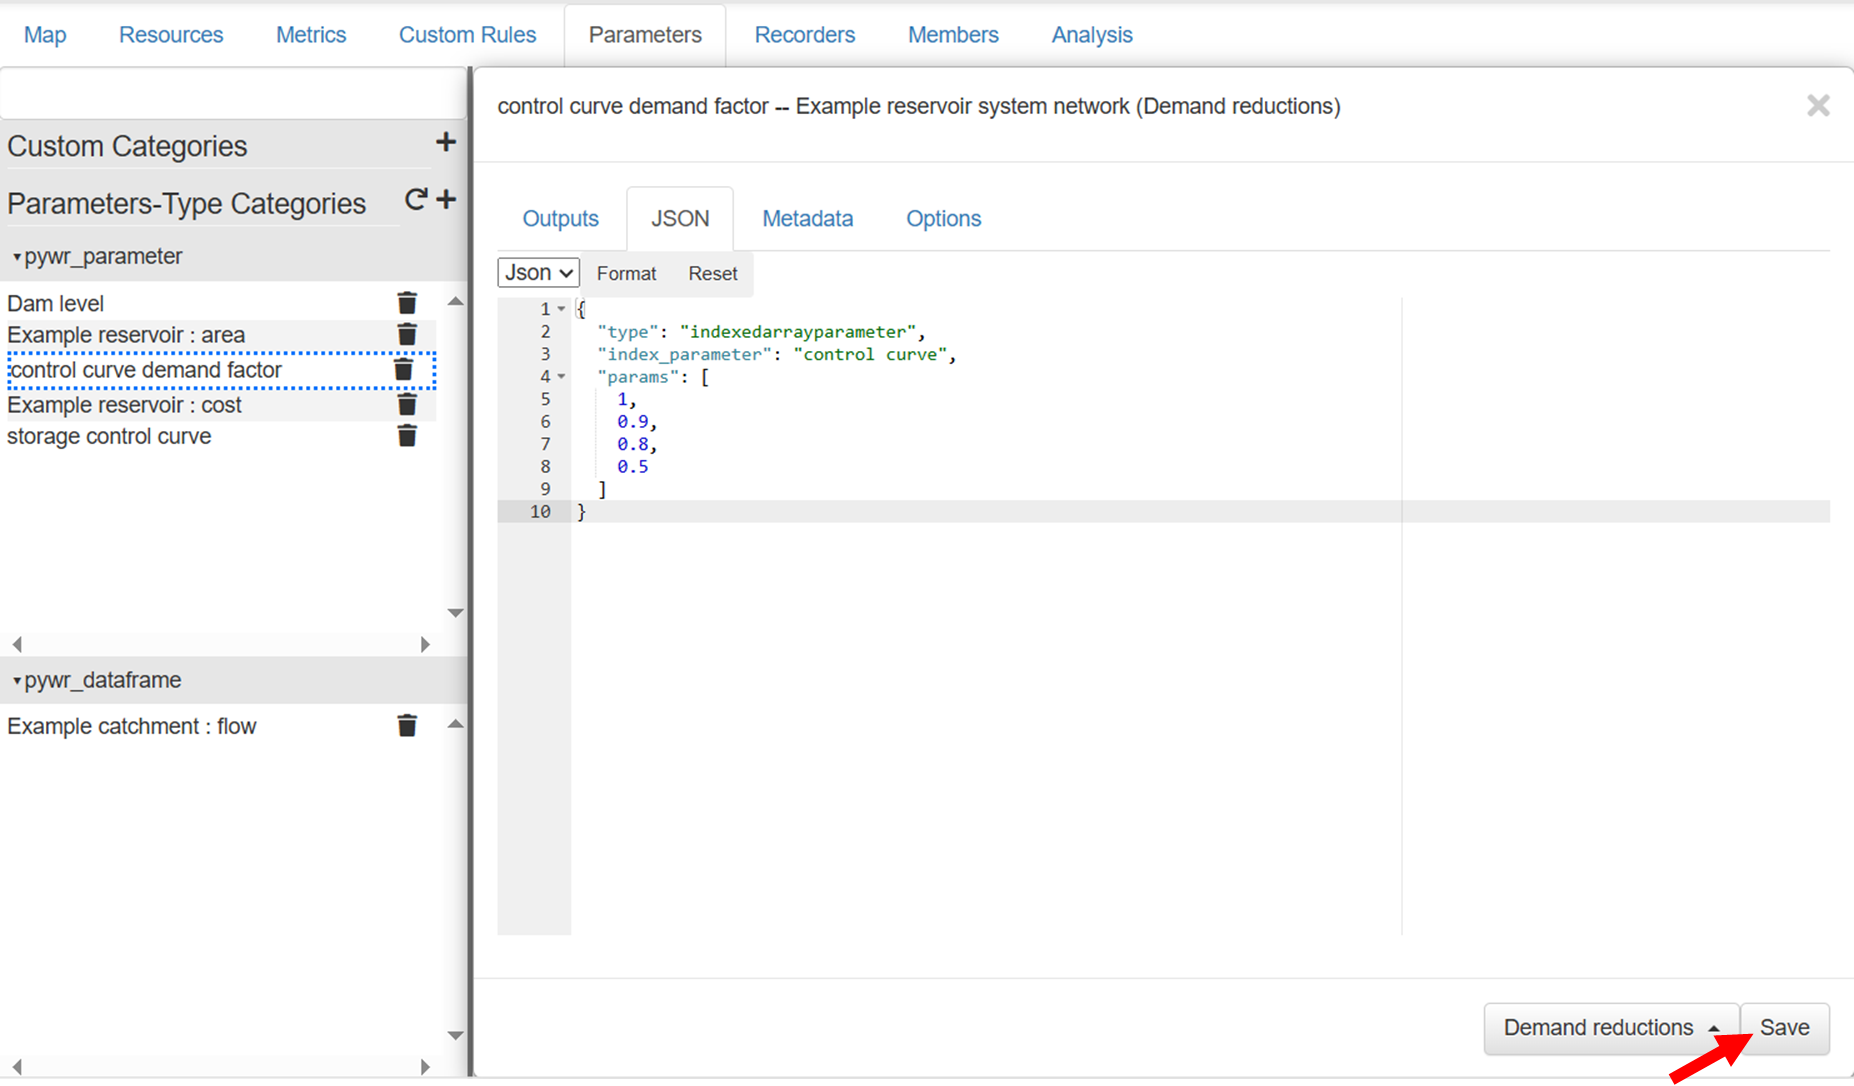 Map Resources Metrics Custom Rules Parameters Recorders Members Analysis
control curve demand factor -- Example reservoir system network (Demand reductions)
Custom Categories
Parameters-Type Categories
pywr_parameter
Dam level
Example reservoir : area
control curve demand factor
Example reservoir : cost
storage control curve
pywr_dataframe
Example catchment : flow
Outputs JSON Metadata Options
Json Format Reset
1 {
2 "type": "indexedarrayparameter",
3 "index_parameter": "control curve",
4 "params": [
5 1,
6 0.9,
7 0.8,
8 0.5
9 ]
10 }
Demand reductions Save